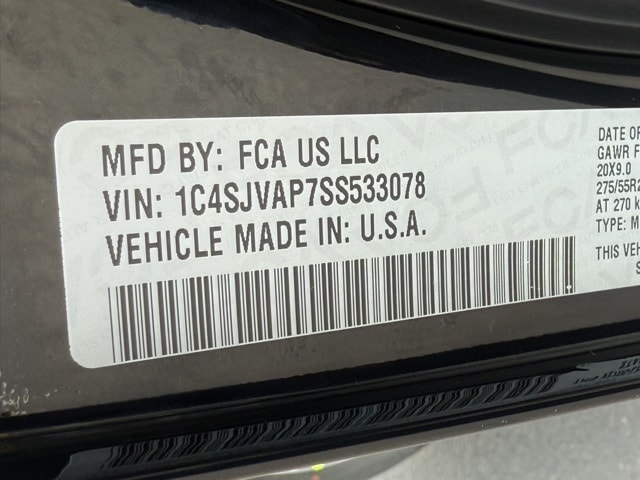 MFD BY: FCA US LLC
VIN: 1C4SJVAP7SS533078
VEHICLE MADE IN: U.S.A.
DATE OF
GAWR F
20X9.0
275/55R2
AT 270 k
TYPE: M
THIS VEH
S